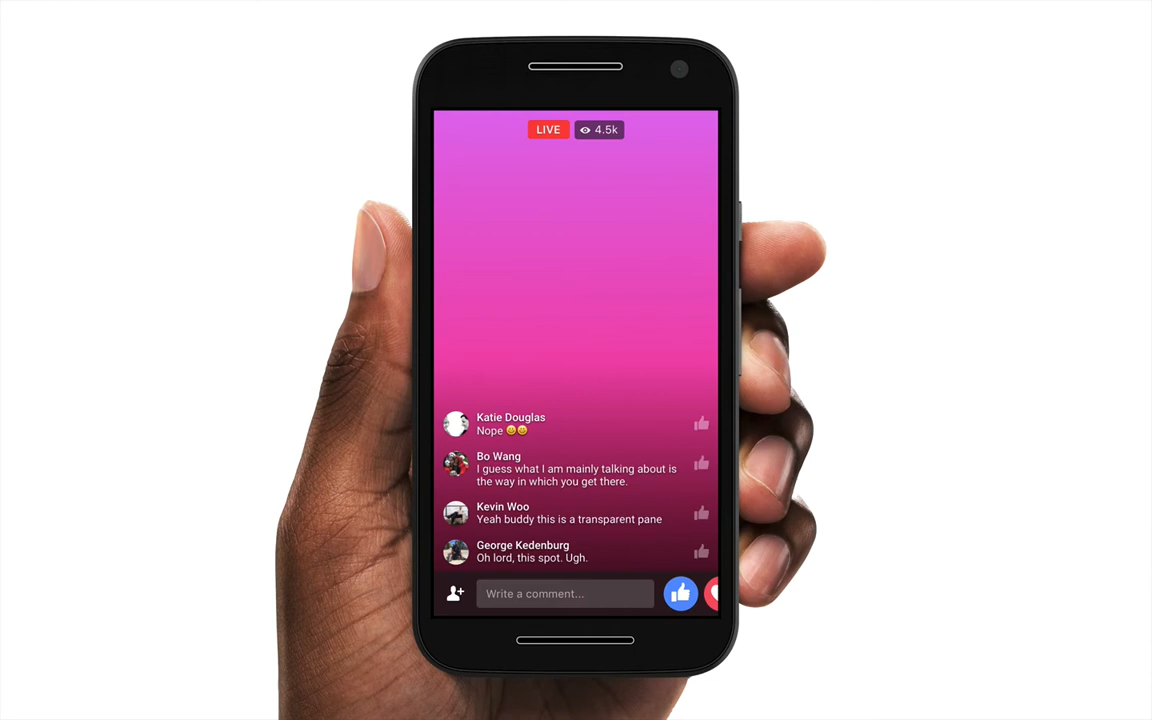 LIVE 4.5k
Katie Douglas
Nope 😄😄
Bo Wang
I guess what I am mainly talking about is
the way in which you get there.
Kevin Woo
Yeah buddy this is a transparent pane
George Kedenburg
Oh lord, this spot. Ugh.
Write a comment...